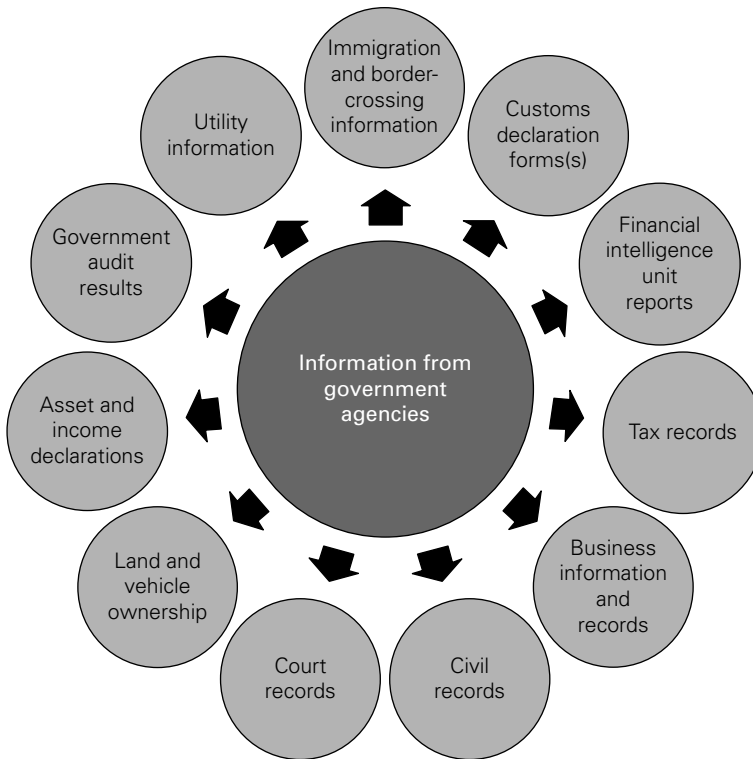 Immigration
and border-
crossing
information
Customs
declaration
forms(s)
Financial
intelligence
unit
reports
Tax records
Business
information
and
records
Civil
records
Court
records
Land and
vehicle
ownership
Asset and
income
declarations
Government
audit
results
Utility
information
Information from
government
agencies